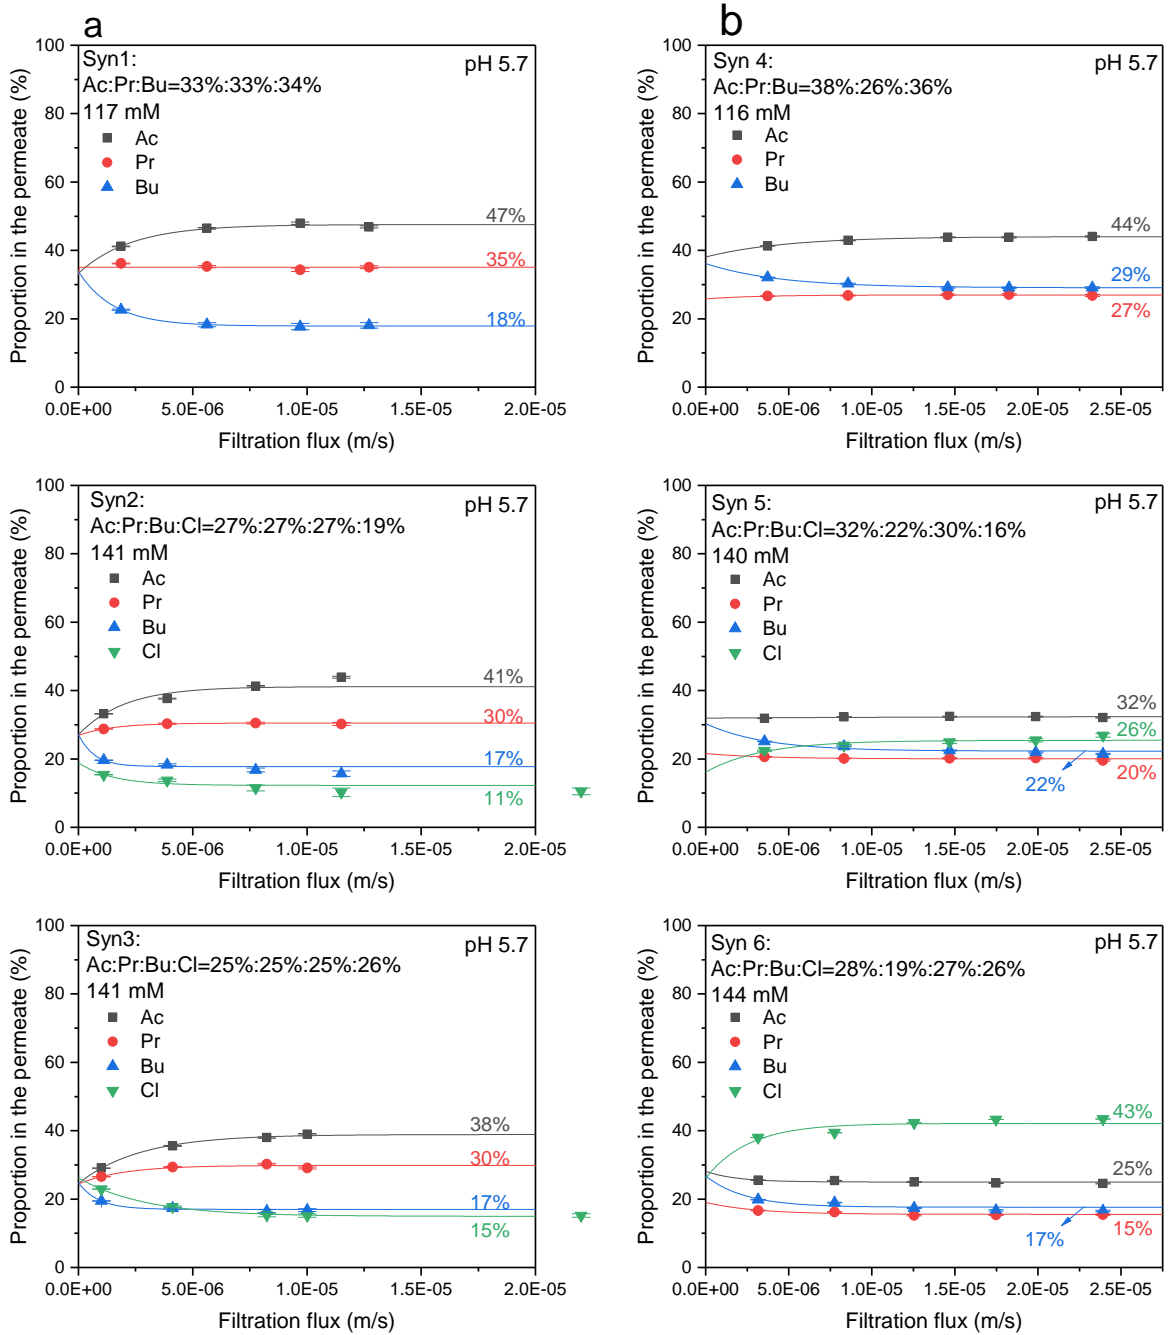 a
Proportion in the permeate (%)
100
80
60
40
20
0
Syn1:
pH 5.7
Ac:Pr:Bu=33%:33%:34%
117 mM
Ac
Pr
Bu
47%
35%
18%
0.0E+00
5.0E-06
1.0E-05
1.5E-05
2.0E-05
Filtration flux (m/s)
b
Proportion in the permeate (%)
100
80
60
40
20
0
Syn 4:
pH 5.7
Ac:Pr:Bu=38%:26%:36%
116 mM
Ac
Pr
Bu
44%
29%
27%
0.0E+00
5.0E-06
1.0E-05
1.5E-05
2.0E-05
2.5E-05
Filtration flux (m/s)
Proportion in the permeate (%)
100
80
60
40
20
0
Syn2:
pH 5.7
Ac:Pr:Bu:Cl=27%:27%:27%:19%
141 mM
Ac
Pr
Bu
Cl
41%
30%
17%
11%
0.0E+00
5.0E-06
1.0E-05
1.5E-05
2.0E-05
Filtration flux (m/s)
Proportion in the permeate (%)
100
80
60
40
20
0
Syn 5:
pH 5.7
Ac:Pr:Bu:Cl=32%:22%:30%:16%
140 mM
Ac
Pr
Bu
Cl
32%
26%
22%
20%
0.0E+00
5.0E-06
1.0E-05
1.5E-05
2.0E-05
2.5E-05
Filtration flux (m/s)
Proportion in the permeate (%)
100
80
60
40
20
0
Syn3:
pH 5.7
Ac:Pr:Bu:Cl=25%:25%:25%:26%
141 mM
Ac
Pr
Bu
Cl
38%
30%
17%
15%
0.0E+00
5.0E-06
1.0E-05
1.5E-05
2.0E-05
Filtration flux (m/s)
Proportion in the permeate (%)
100
80
60
40
20
0
Syn 6:
pH 5.7
Ac:Pr:Bu:Cl=28%:19%:27%:26%
144 mM
Ac
Pr
Bu
Cl
43%
25%
17%
15%
0.0E+00
5.0E-06
1.0E-05
1.5E-05
2.0E-05
2.5E-05
Filtration flux (m/s)